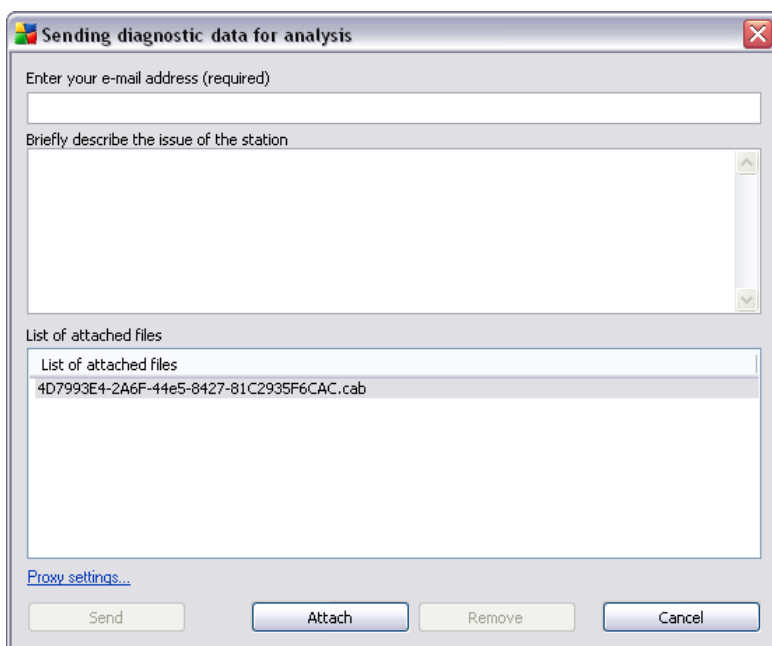 Sending diagnostic data for analysis
Enter your e-mail address (required)
Briefly describe the issue of the station
List of attached files
List of attached files
4D7993E4-2A6F-44e5-8427-81C2935F6CAC.cab
Proxy settings...
Send Attach Remove Cancel